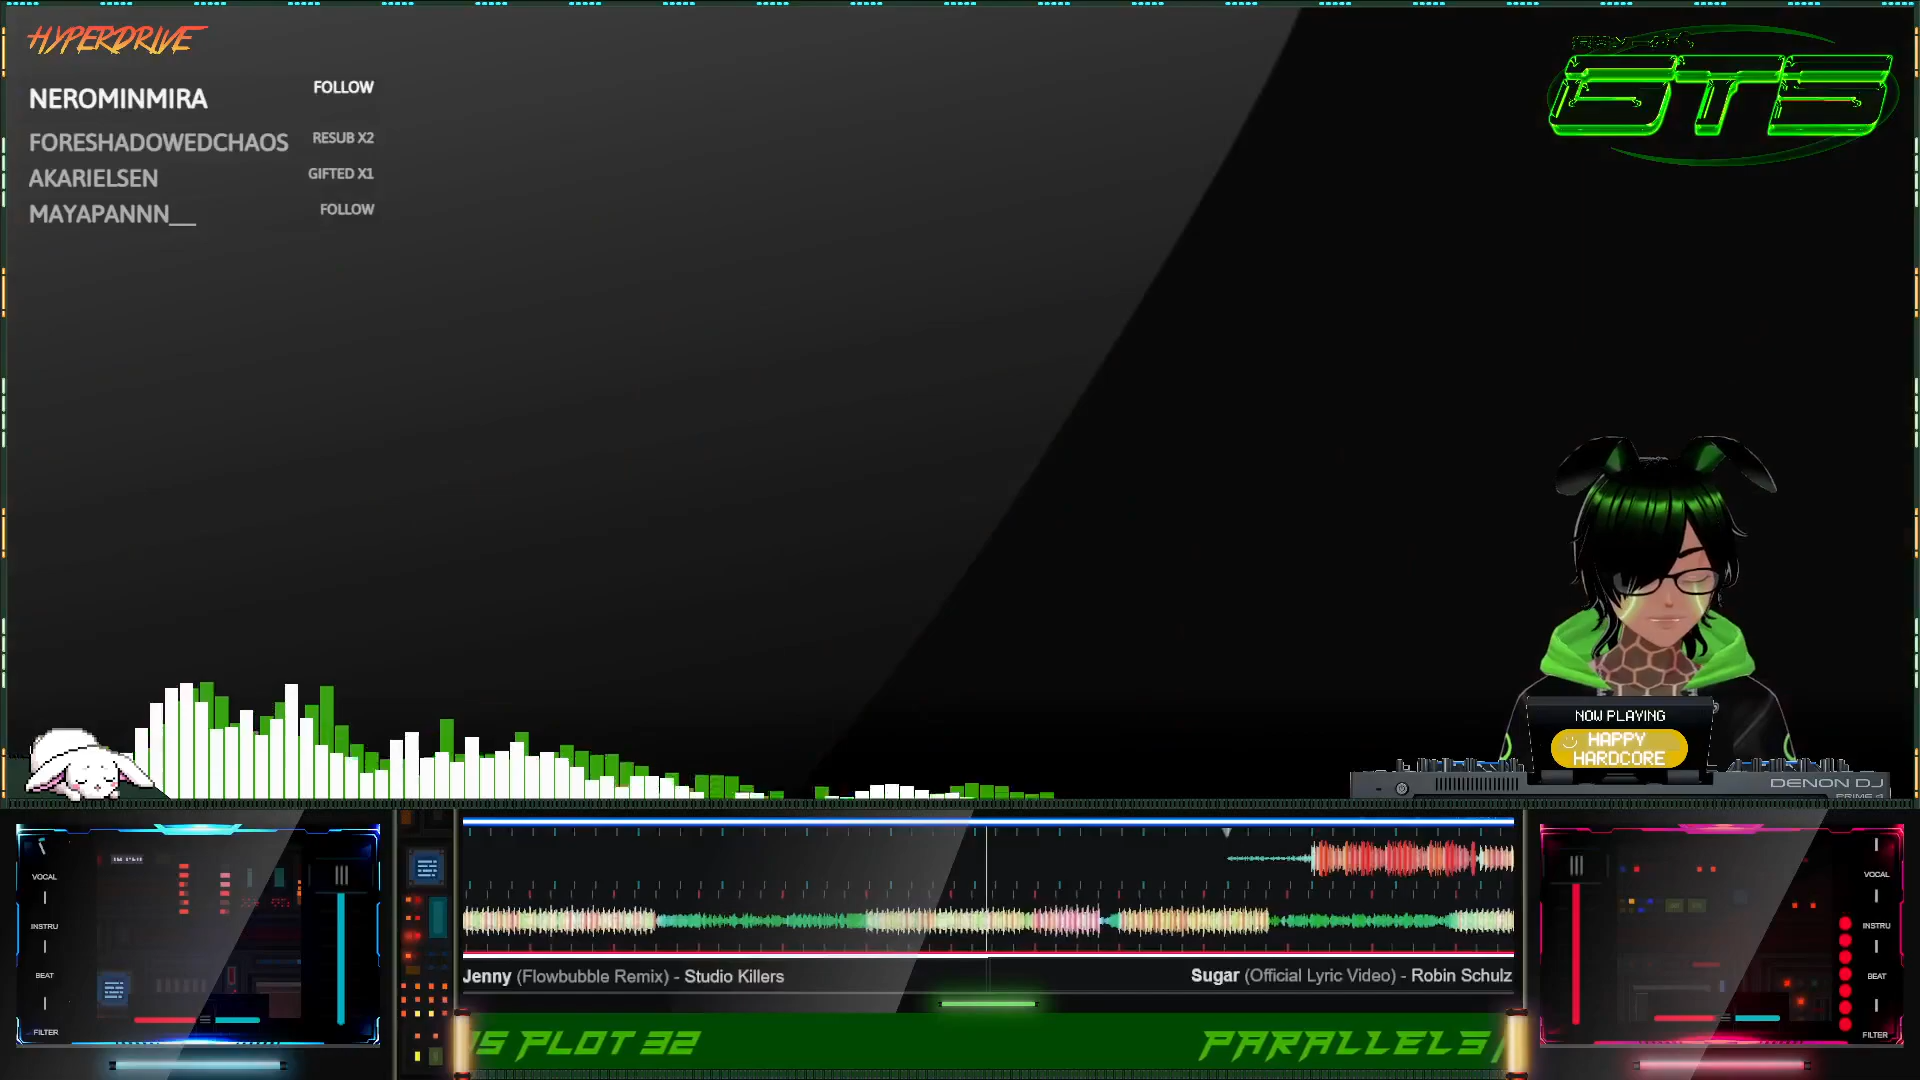 HYPERDRIVE
NEROMINMIRA FOLLOW
FORESHADOWEDCHAOS RESUB X2
AKARIELSEN GIFTED X1
MAYAPANNN__ FOLLOW
NOW PLAYING
HAPPY
HARDCORE
DENON DJ
PRIME 4
VOCAL
INSTRU
BEAT
FILTER
Jenny (Flowbubble Remix) - Studio Killers
Sugar (Official Lyric Video) - Robin Schulz
PLOT 32
PARALLELS
VOCAL
INSTRU
BEAT
FILTER